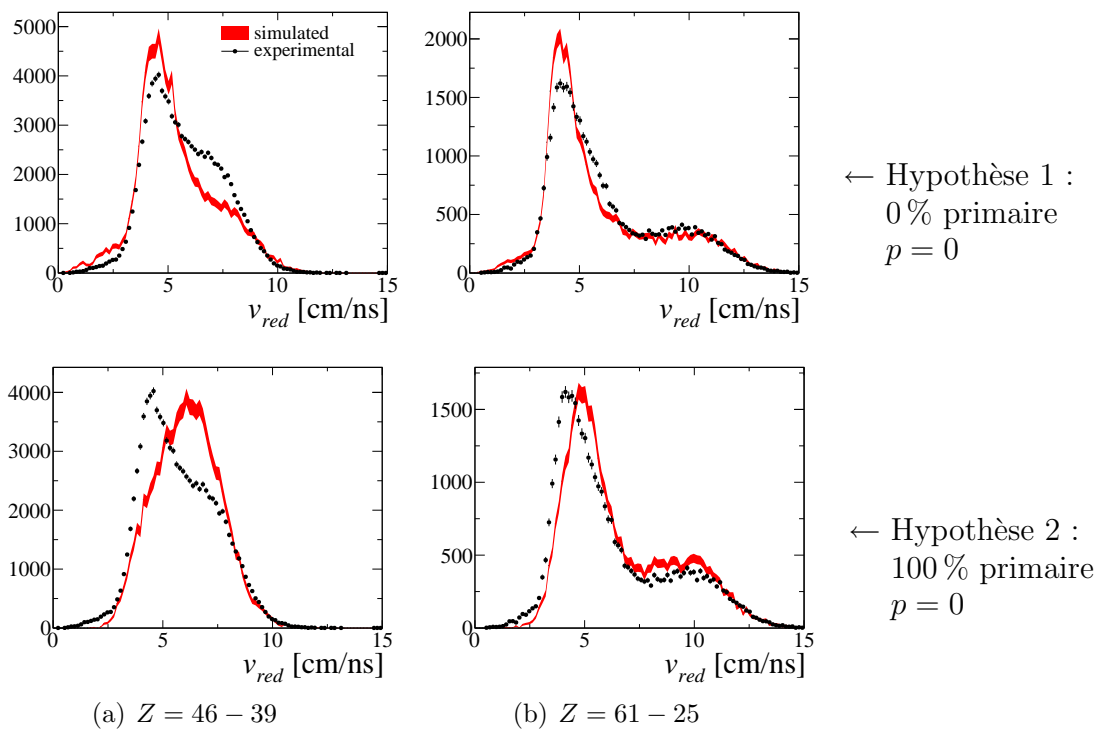 5000
4000
3000
2000
1000
0
0 5 10 15
v_red [cm/ns]
simulated
experimental
2000
1500
1000
500
0
0 5 10 15
v_red [cm/ns]
← Hypothèse 1 :
0 % primaire
p = 0
4000
3000
2000
1000
0
0 5 10 15
v_red [cm/ns]
(a) Z = 46 − 39
1500
1000
500
0
0 5 10 15
v_red [cm/ns]
(b) Z = 61 − 25
← Hypothèse 2 :
100 % primaire
p = 0